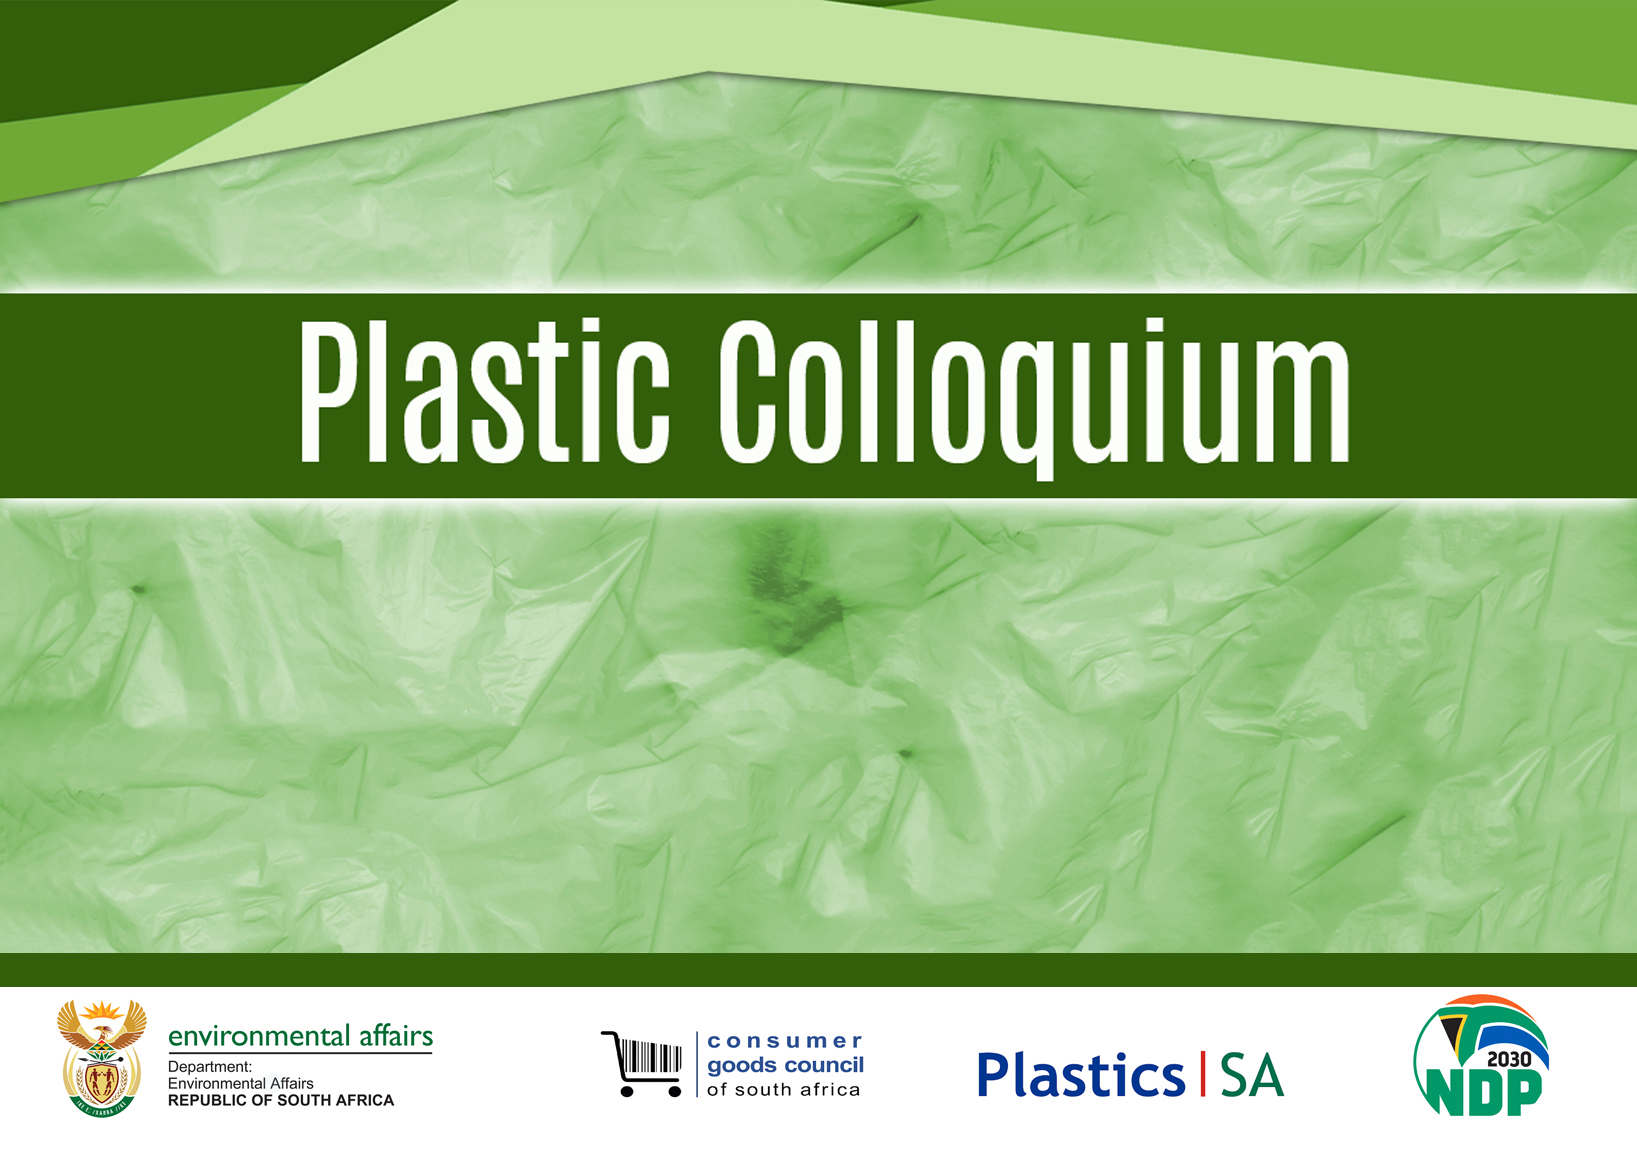 Plastic Colloquium
environmental affairs
Department:
Environmental Affairs
REPUBLIC OF SOUTH AFRICA
consumer
goods council
of south africa
Plastics|SA
2030
NDP